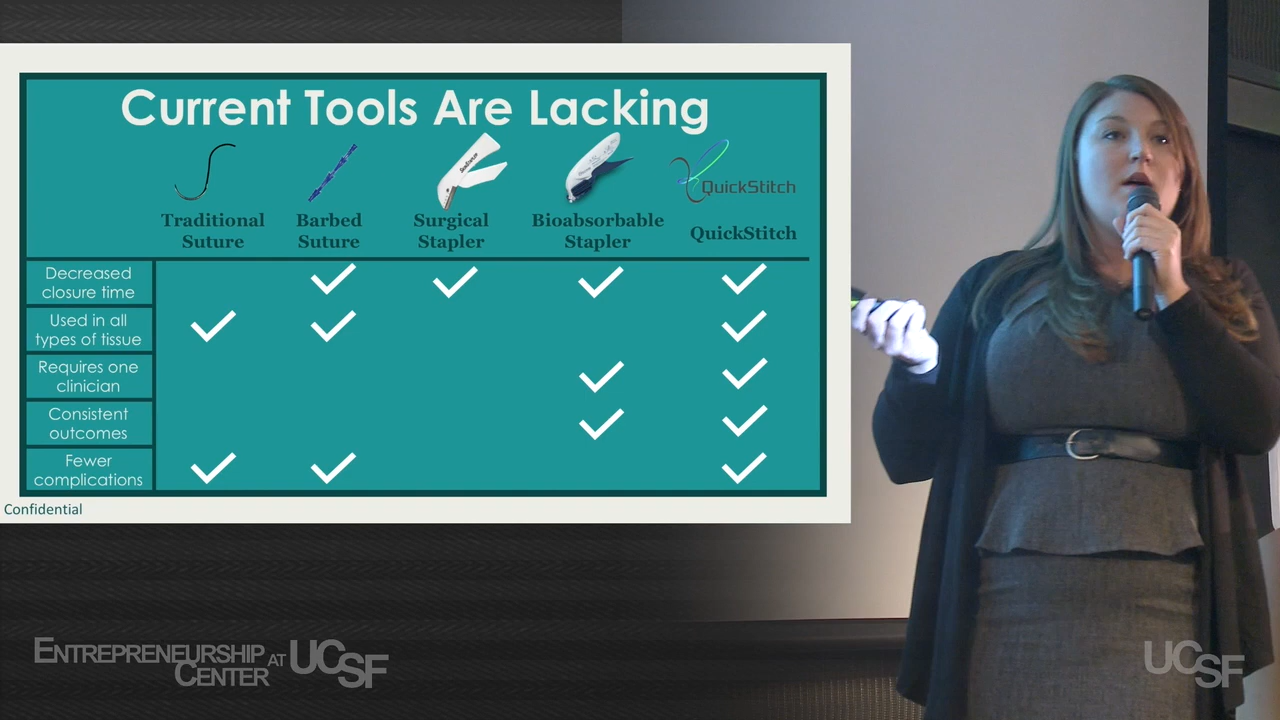 Current Tools Are Lacking
QuickStitch
Traditional Suture
Barbed Suture
Surgical Stapler
Bioabsorbable Stapler
QuickStitch
Decreased closure time
Used in all types of tissue
Requires one clinician
Consistent outcomes
Fewer complications
Confidential
ENTREPRENEURSHIP CENTER AT UCSF
UCSF